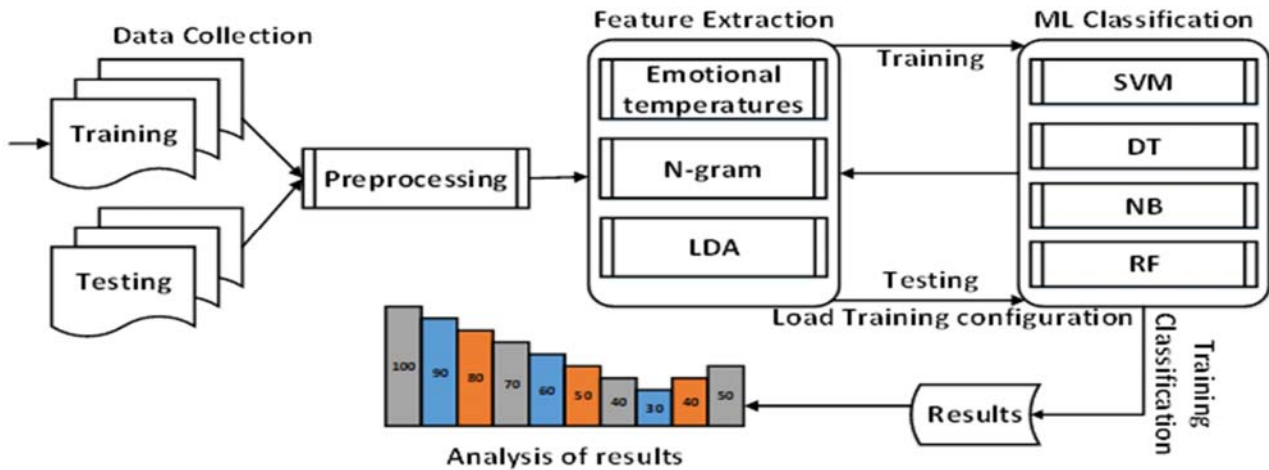 Data Collection
Feature Extraction
ML Classification
Training
Testing
Preprocessing
Emotional
temperatures
N-gram
LDA
Training
Testing
Load Training configuration
SVM
DT
NB
RF
Training
Classification
Results
100
90
80
70
60
50
40
30
40
50
Analysis of results